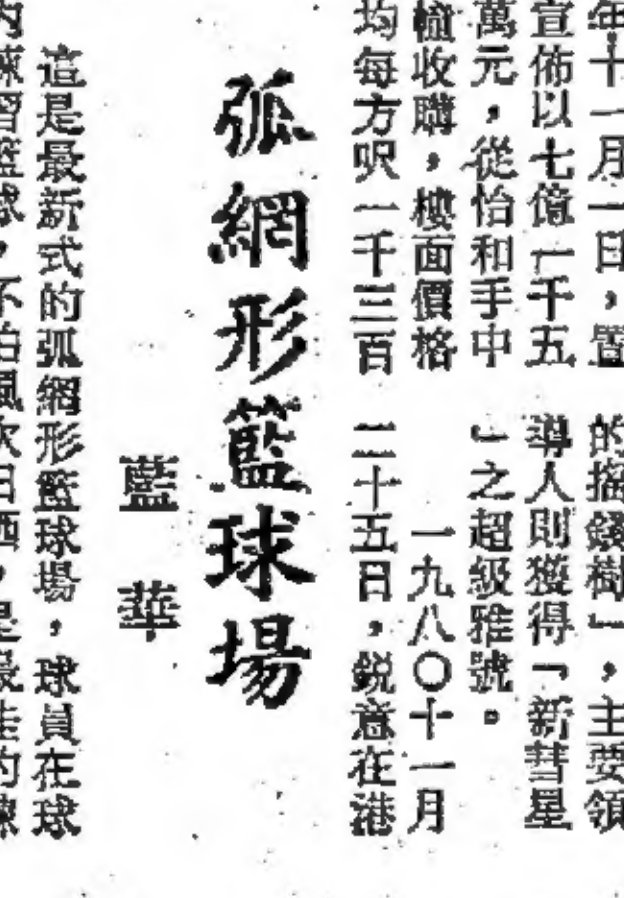 年十一月一日，置
宣佈以七億一千五
萬元，從怡和手中
收購，樓面價格
均每方呎一千三百
的搖錢樹」，主要領
導人則獲得「新彗星
」之超級雅號。
一九八〇十一月
二十五日，銳意在港
弧網形籃球場
藍華
這是最新式的弧網形籃球場，球員在球
內練習籃球，不怕風吹日晒，是最佳的練